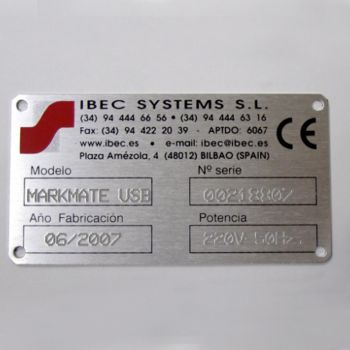 IBEC SYSTEMS S.L.
(34) 94 444 66 56 • (34) 94 444 63 16
Fax: (34) 94 422 20 39 - APTDO: 6067
www.ibec.es • e-mail: ibec@ibec.es
Plaza Amézola, 4 (48012) BILBAO (SPAIN)
CE
Modelo Nº serie
MARKMATE USB 0021880/
Año Fabricación Potencia
06/2007 220V 50Hz.